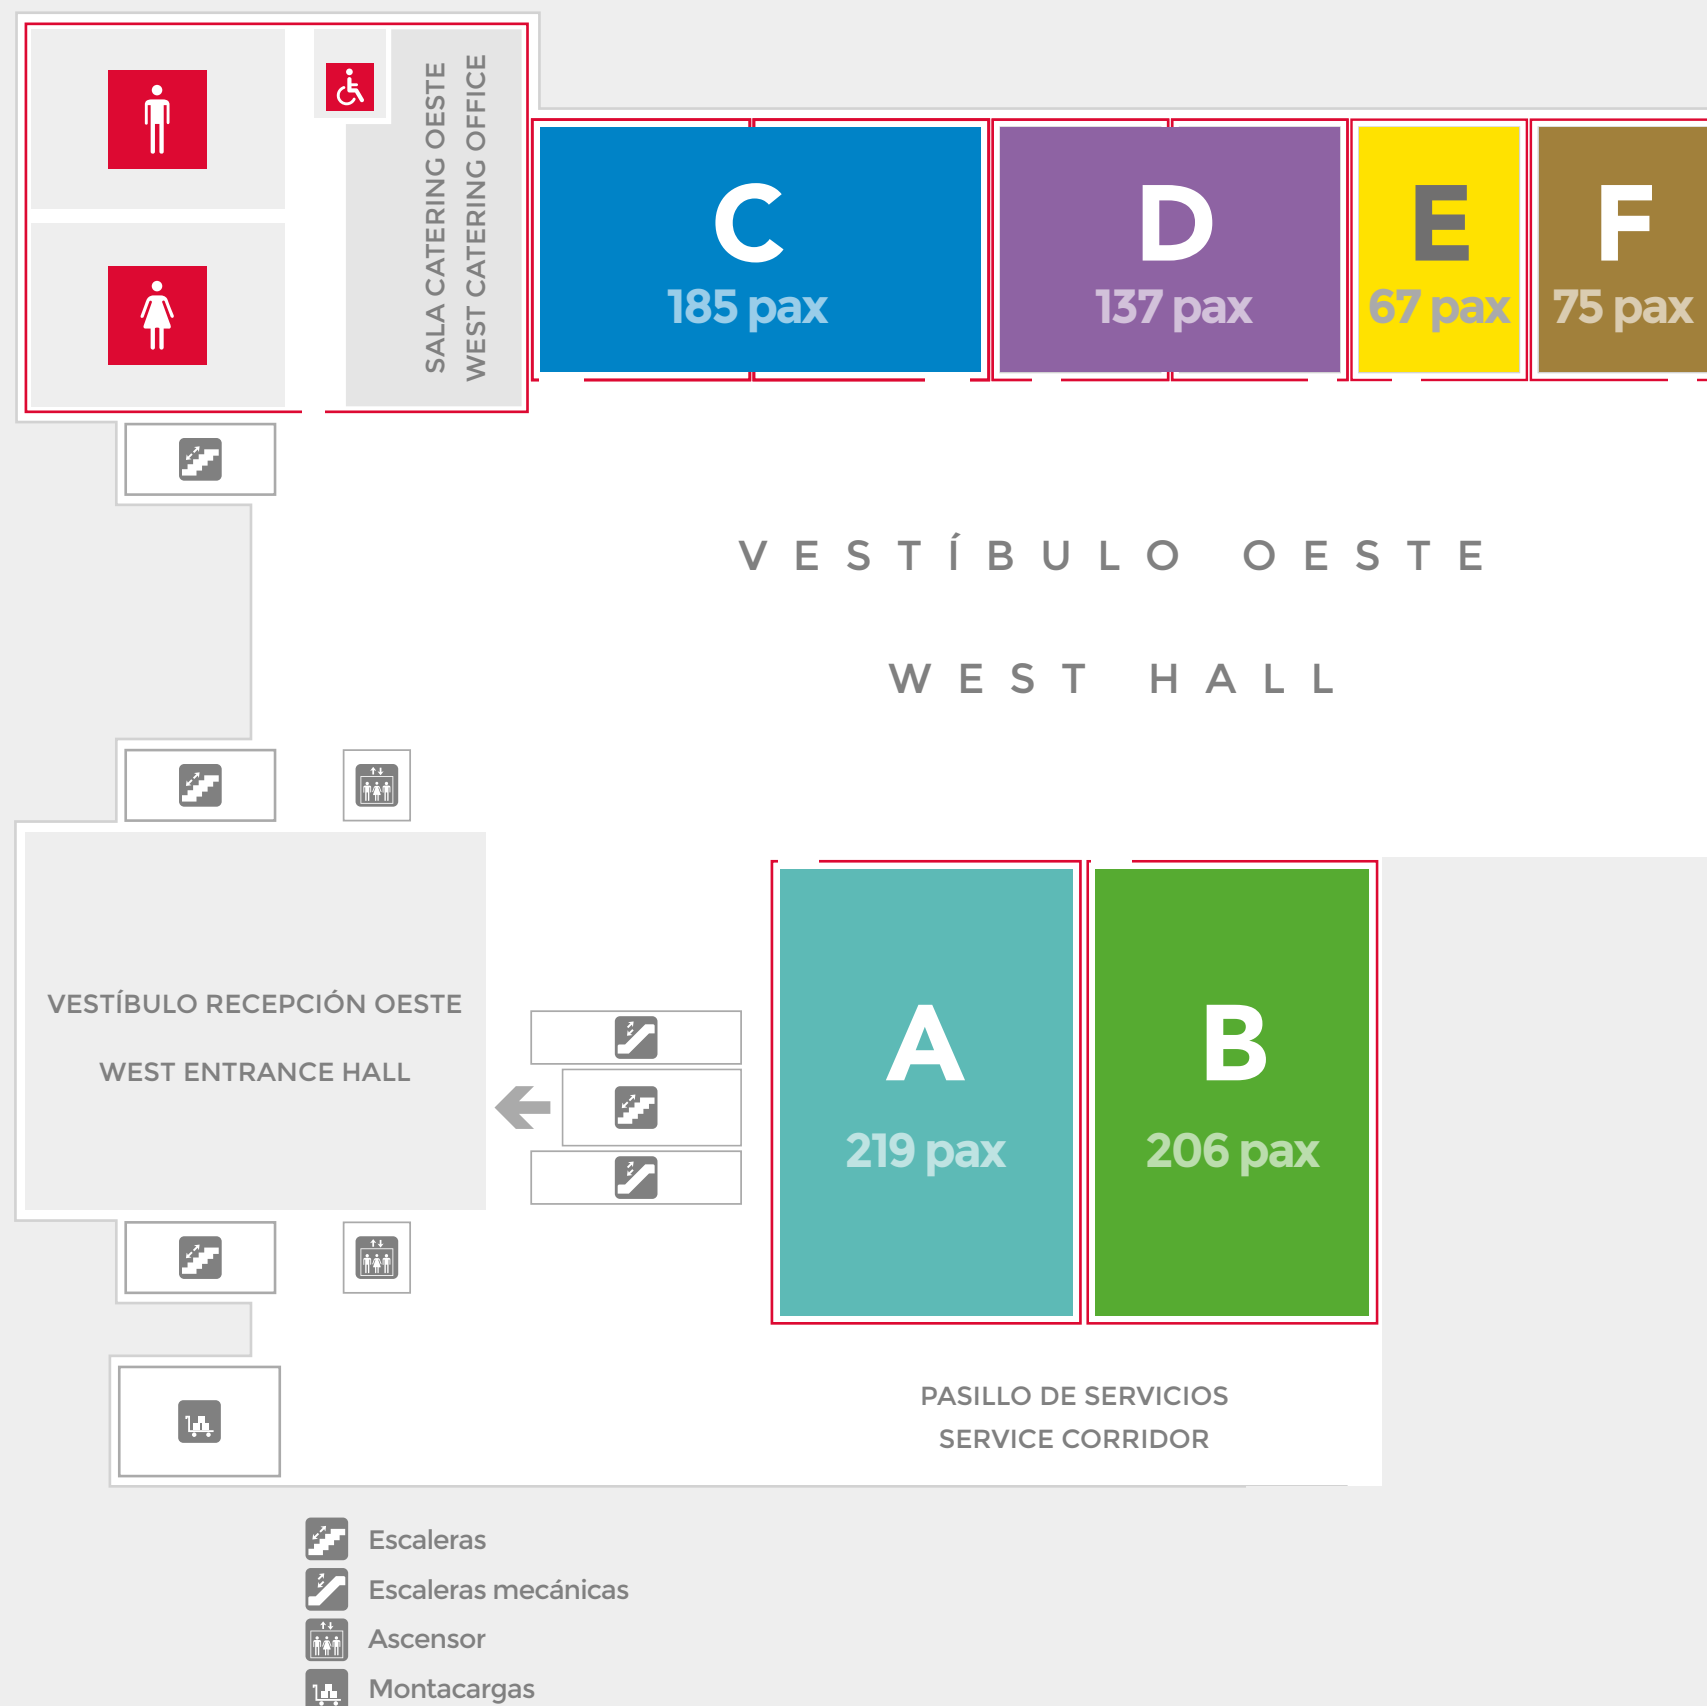 SALA CATERING OESTE
WEST CATERING OFFICE
C
185 pax
D
137 pax
E
67 pax
F
75 pax
VESTÍBULO OESTE
WEST HALL
VESTÍBULO RECEPCIÓN OESTE
WEST ENTRANCE HALL
A
219 pax
B
206 pax
PASILLO DE SERVICIOS
SERVICE CORRIDOR
Escaleras
Escaleras mecánicas
Ascensor
Montacargas